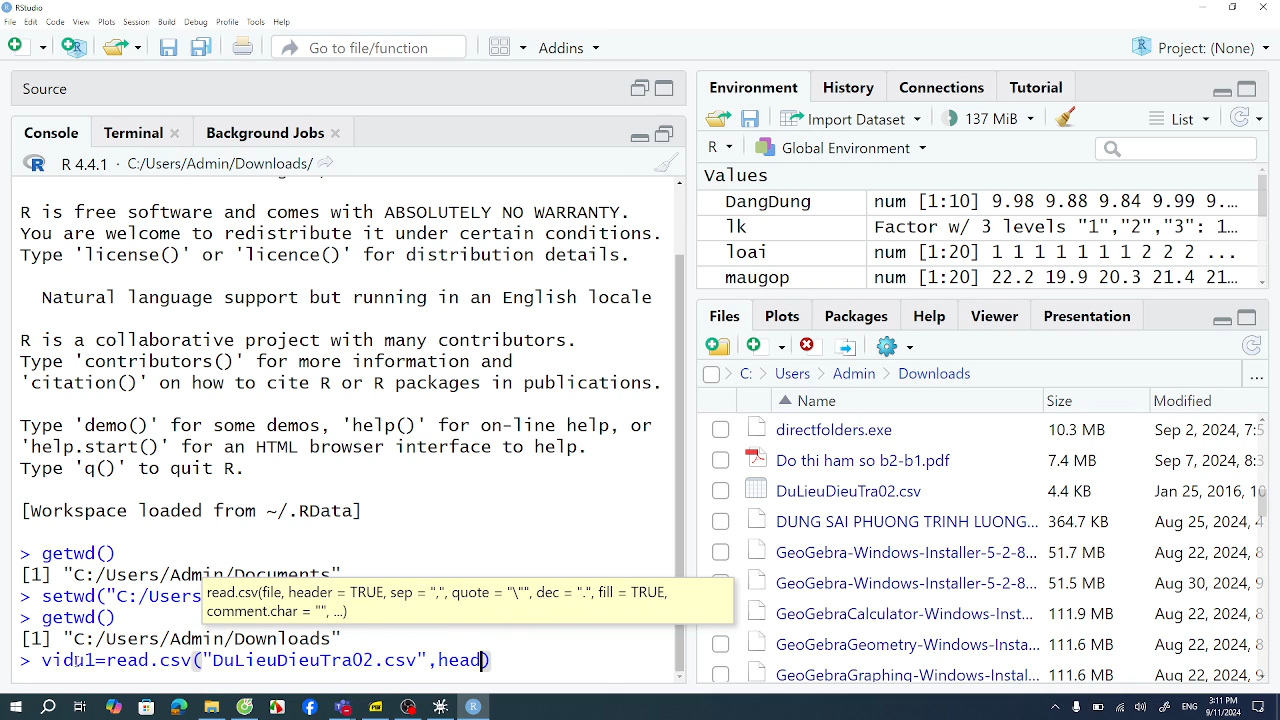 RStudio
File Edit Code View Plots Session Build Debug Profile Tools Help
Go to file/function
Addins
Project: (None)
Source
Console
Terminal
Background Jobs
R 4.4.1 · C:/Users/Admin/Downloads/
R is free software and comes with ABSOLUTELY NO WARRANTY.
You are welcome to redistribute it under certain conditions.
Type 'license()' or 'licence()' for distribution details.
Natural language support but running in an English locale
R is a collaborative project with many contributors.
Type 'contributors()' for more information and
'citation()' on how to cite R or R packages in publications.
Type 'demo()' for some demos, 'help()' for on-line help, or
'help.start()' for an HTML browser interface to help.
Type 'q()' to quit R.
[Workspace loaded from ~/.RData]
> getwd()
[1] "C:/Users/Admin/Documents"
> setwd("C:/Users
read.csv(file, header = TRUE, sep = ",", quote = "\"", dec = ".", fill = TRUE,
comment.char = "", ...)
> getwd()
[1] "C:/Users/Admin/Downloads"
> vidu1=read.csv("DuLieuDieuTra02.csv",head)
Environment History Connections Tutorial
Import Dataset
137 MiB
List
R
Global Environment
Values
DangDung num [1:10] 9.98 9.88 9.84 9.99 9....
lk Factor w/ 3 levels "1","2","3": 1...
loai num [1:20] 1 1 1 1 1 1 1 2 2 2 ...
maugop num [1:20] 22.2 19.9 20.3 21.4 21...
Files Plots Packages Help Viewer Presentation
C: Users Admin Downloads ...
Name Size Modified
directfolders.exe 10.3 MB Sep 2, 2024, 7:5
Do thi ham so b2-b1.pdf 7.4 MB Sep 7, 2024, 8:3
DuLieuDieuTra02.csv 4.4 KB Jan 25, 2016, 10
DUNG SAI PHUONG TRINH LUONG... 364.7 KB Aug 25, 2024, 4
GeoGebra-Windows-Installer-5-2-8... 51.7 MB Aug 22, 2024,
GeoGebra-Windows-Installer-5-2-8... 51.5 MB Aug 30, 2024,
GeoGebraCalculator-Windows-Inst... 111.9 MB Aug 22, 2024,
GeoGebraGeometry-Windows-Insta... 111.6 MB Aug 22, 2024,
GeoGebraGraphing-Windows-Instal... 111.6 MB Aug 22, 2024,
3:11 PM
9/11/2024